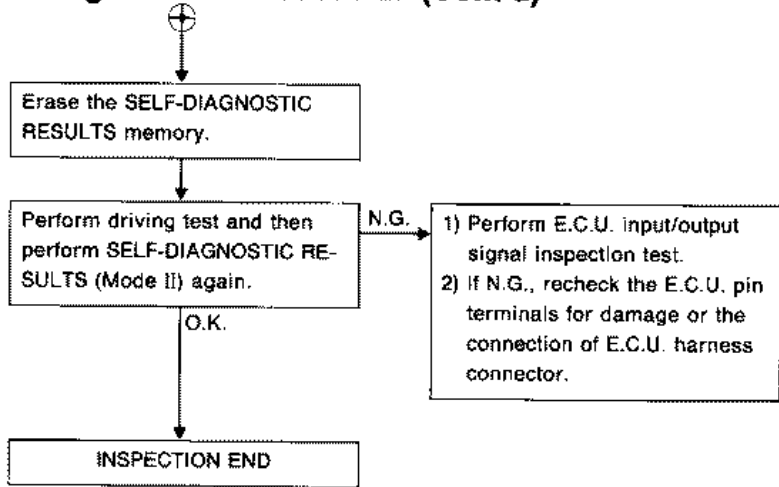 (Cont'd)
Erase the SELF-DIAGNOSTIC
RESULTS memory.
Perform driving test and then
perform SELF-DIAGNOSTIC RE-
SULTS (Mode II) again.
N.G.
1) Perform E.C.U. input/output
signal inspection test.
2) If N.G., recheck the E.C.U. pin
terminals for damage or the
connection of E.C.U. harness
connector.
O.K.
INSPECTION END